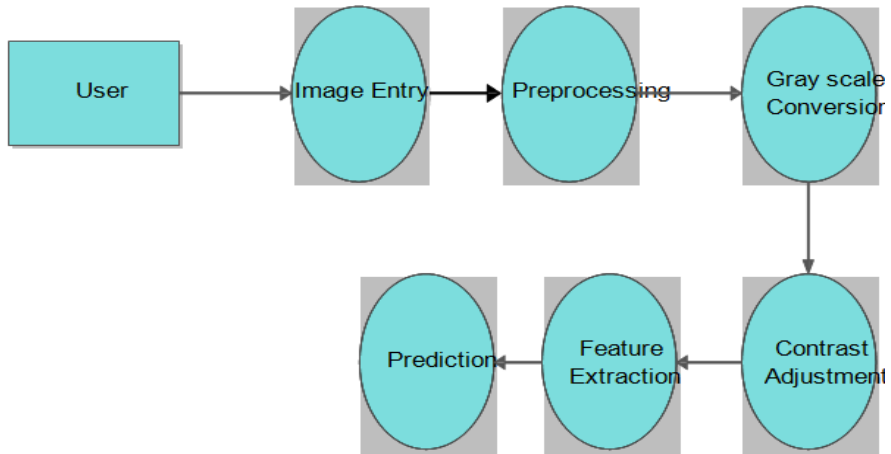 User
Image Entry
Preprocessing
Gray scale
Conversion
Contrast
Adjustment
Feature
Extraction
Prediction